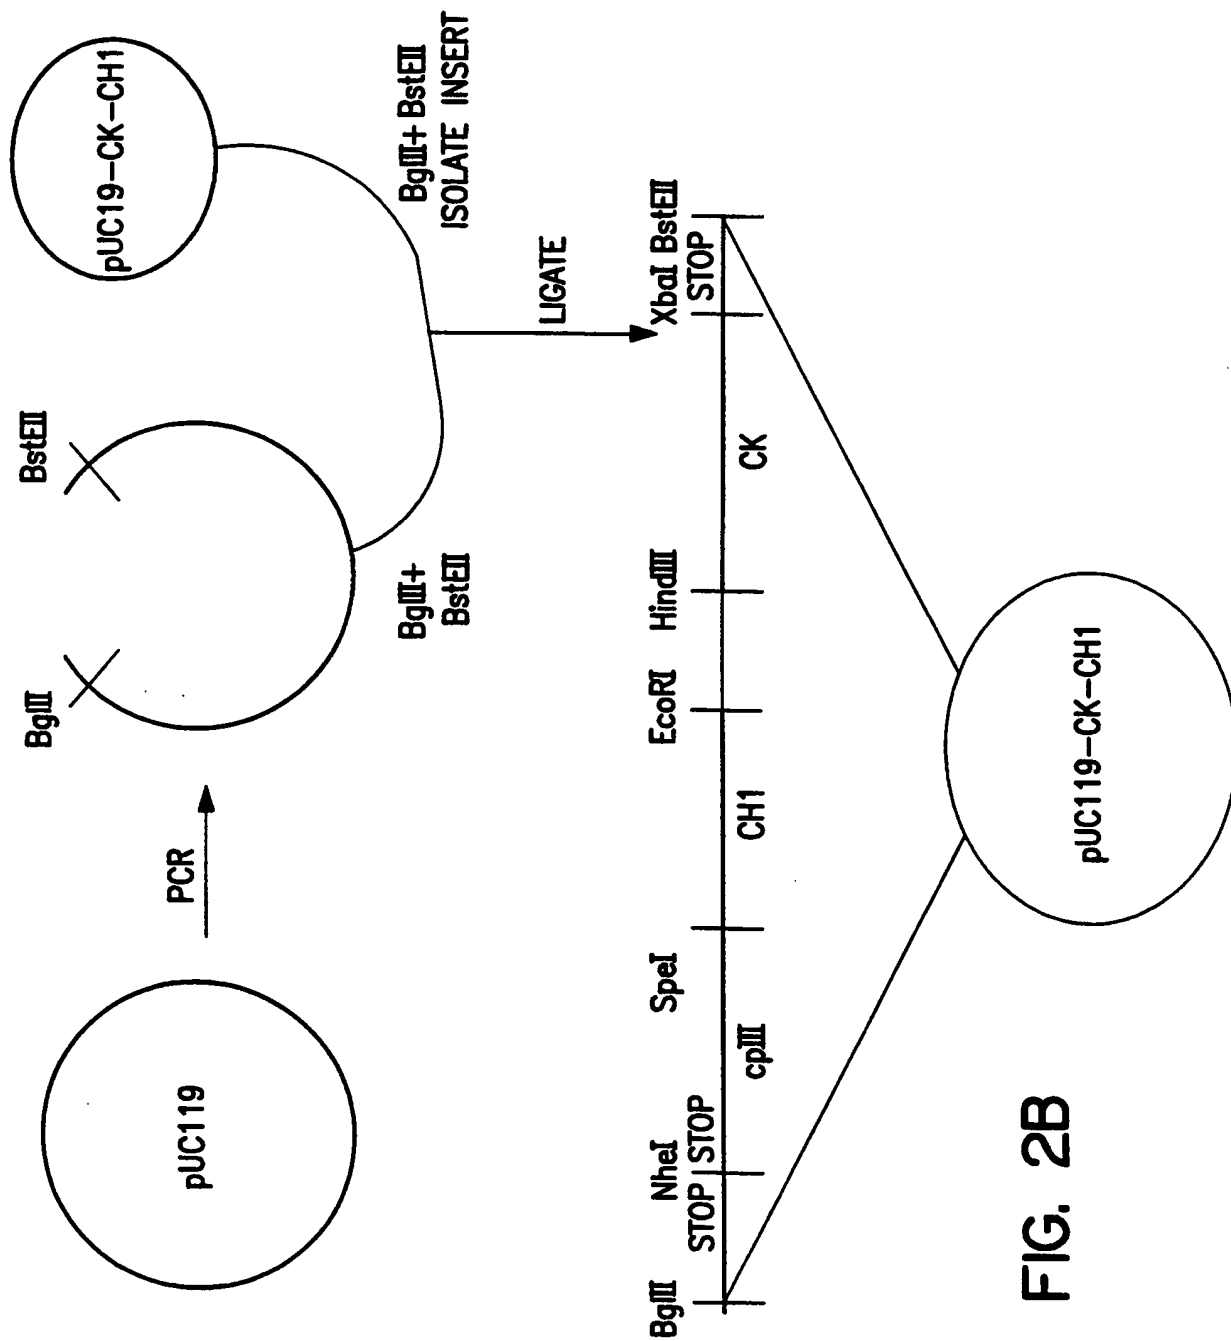 pUC119
PCR
BglII
BstEII
BglII+
BstEII
pUC19-CK-CH1
BglII+BstEII
ISOLATE INSERT
LIGATE
BglII
NheI
SpeI
EcoRI
HindIII
XbaI BstEII
STOP
STOP
STOP
cpIII
CH1
CK
pUC119-CK-CH1
FIG. 2B